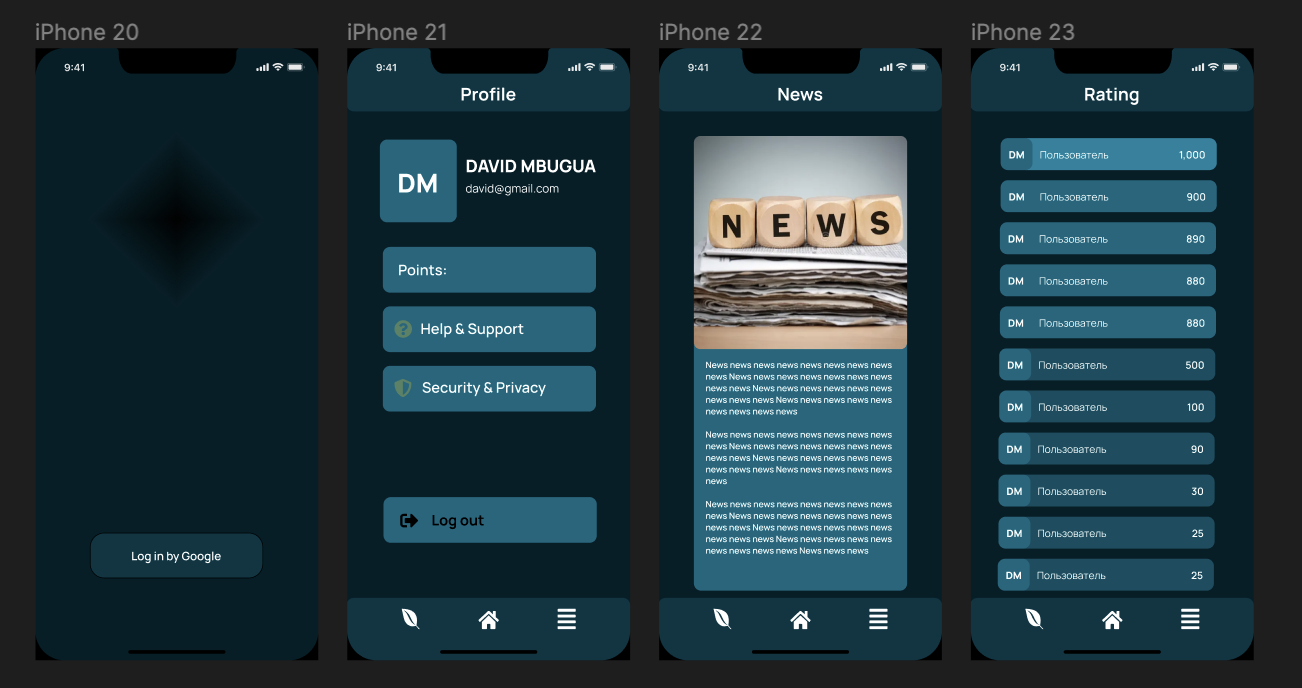 iPhone 20
9:41
Log in by Google
iPhone 21
9:41
Profile
DM
DAVID MBUGUA
david@gmail.com
Points:
Help & Support
Security & Privacy
Log out
iPhone 22
9:41
News
N E W S
News news news news news news news news
news News news news news news news news
news news news News news news news news
news news news news News news news news
news news news news
News news news news news news news news
news News news news news news news news
news news news News news news news news
news news news news News news news news
news
News news news news news news news news
news News news news news news news news
news news news News news news news news
news news news news News news news news
news news news news News news news
iPhone 23
9:41
Rating
DM Пользователь 1,000
DM Пользователь 900
DM Пользователь 890
DM Пользователь 880
DM Пользователь 880
DM Пользователь 500
DM Пользователь 100
DM Пользователь 90
DM Пользователь 30
DM Пользователь 25
DM Пользователь 25